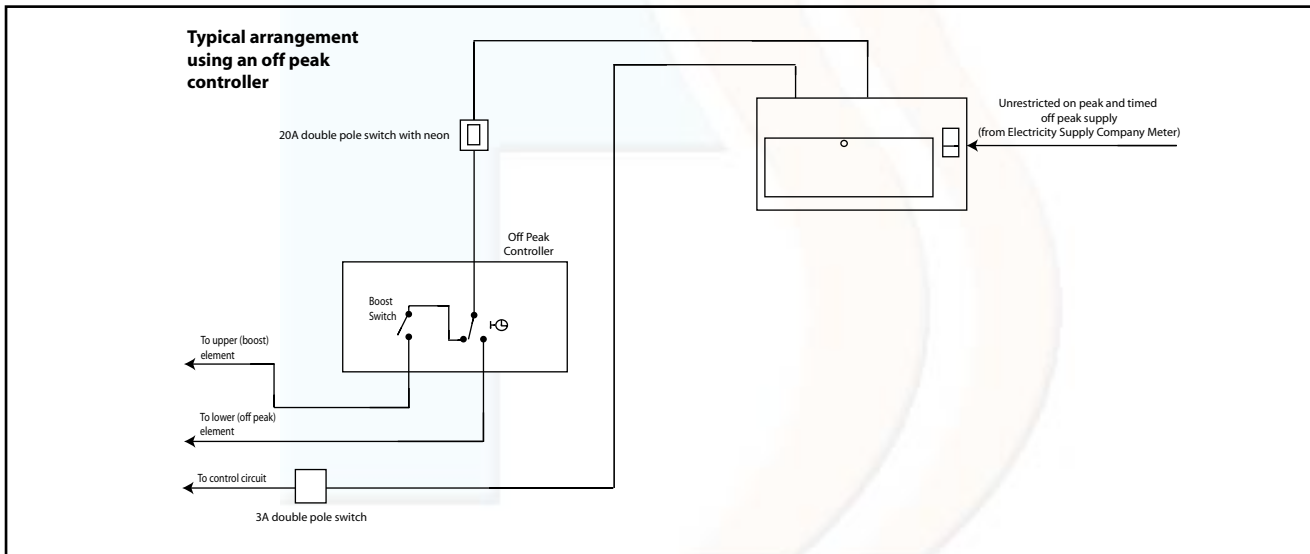 Typical arrangement
using an off peak
controller
20A double pole switch with neon
Unrestricted on peak and timed
off peak supply
(from Electricity Supply Company Meter)
Off Peak
Controller
Boost
Switch
To upper (boost)
element
To lower (off peak)
element
To control circuit
3A double pole switch